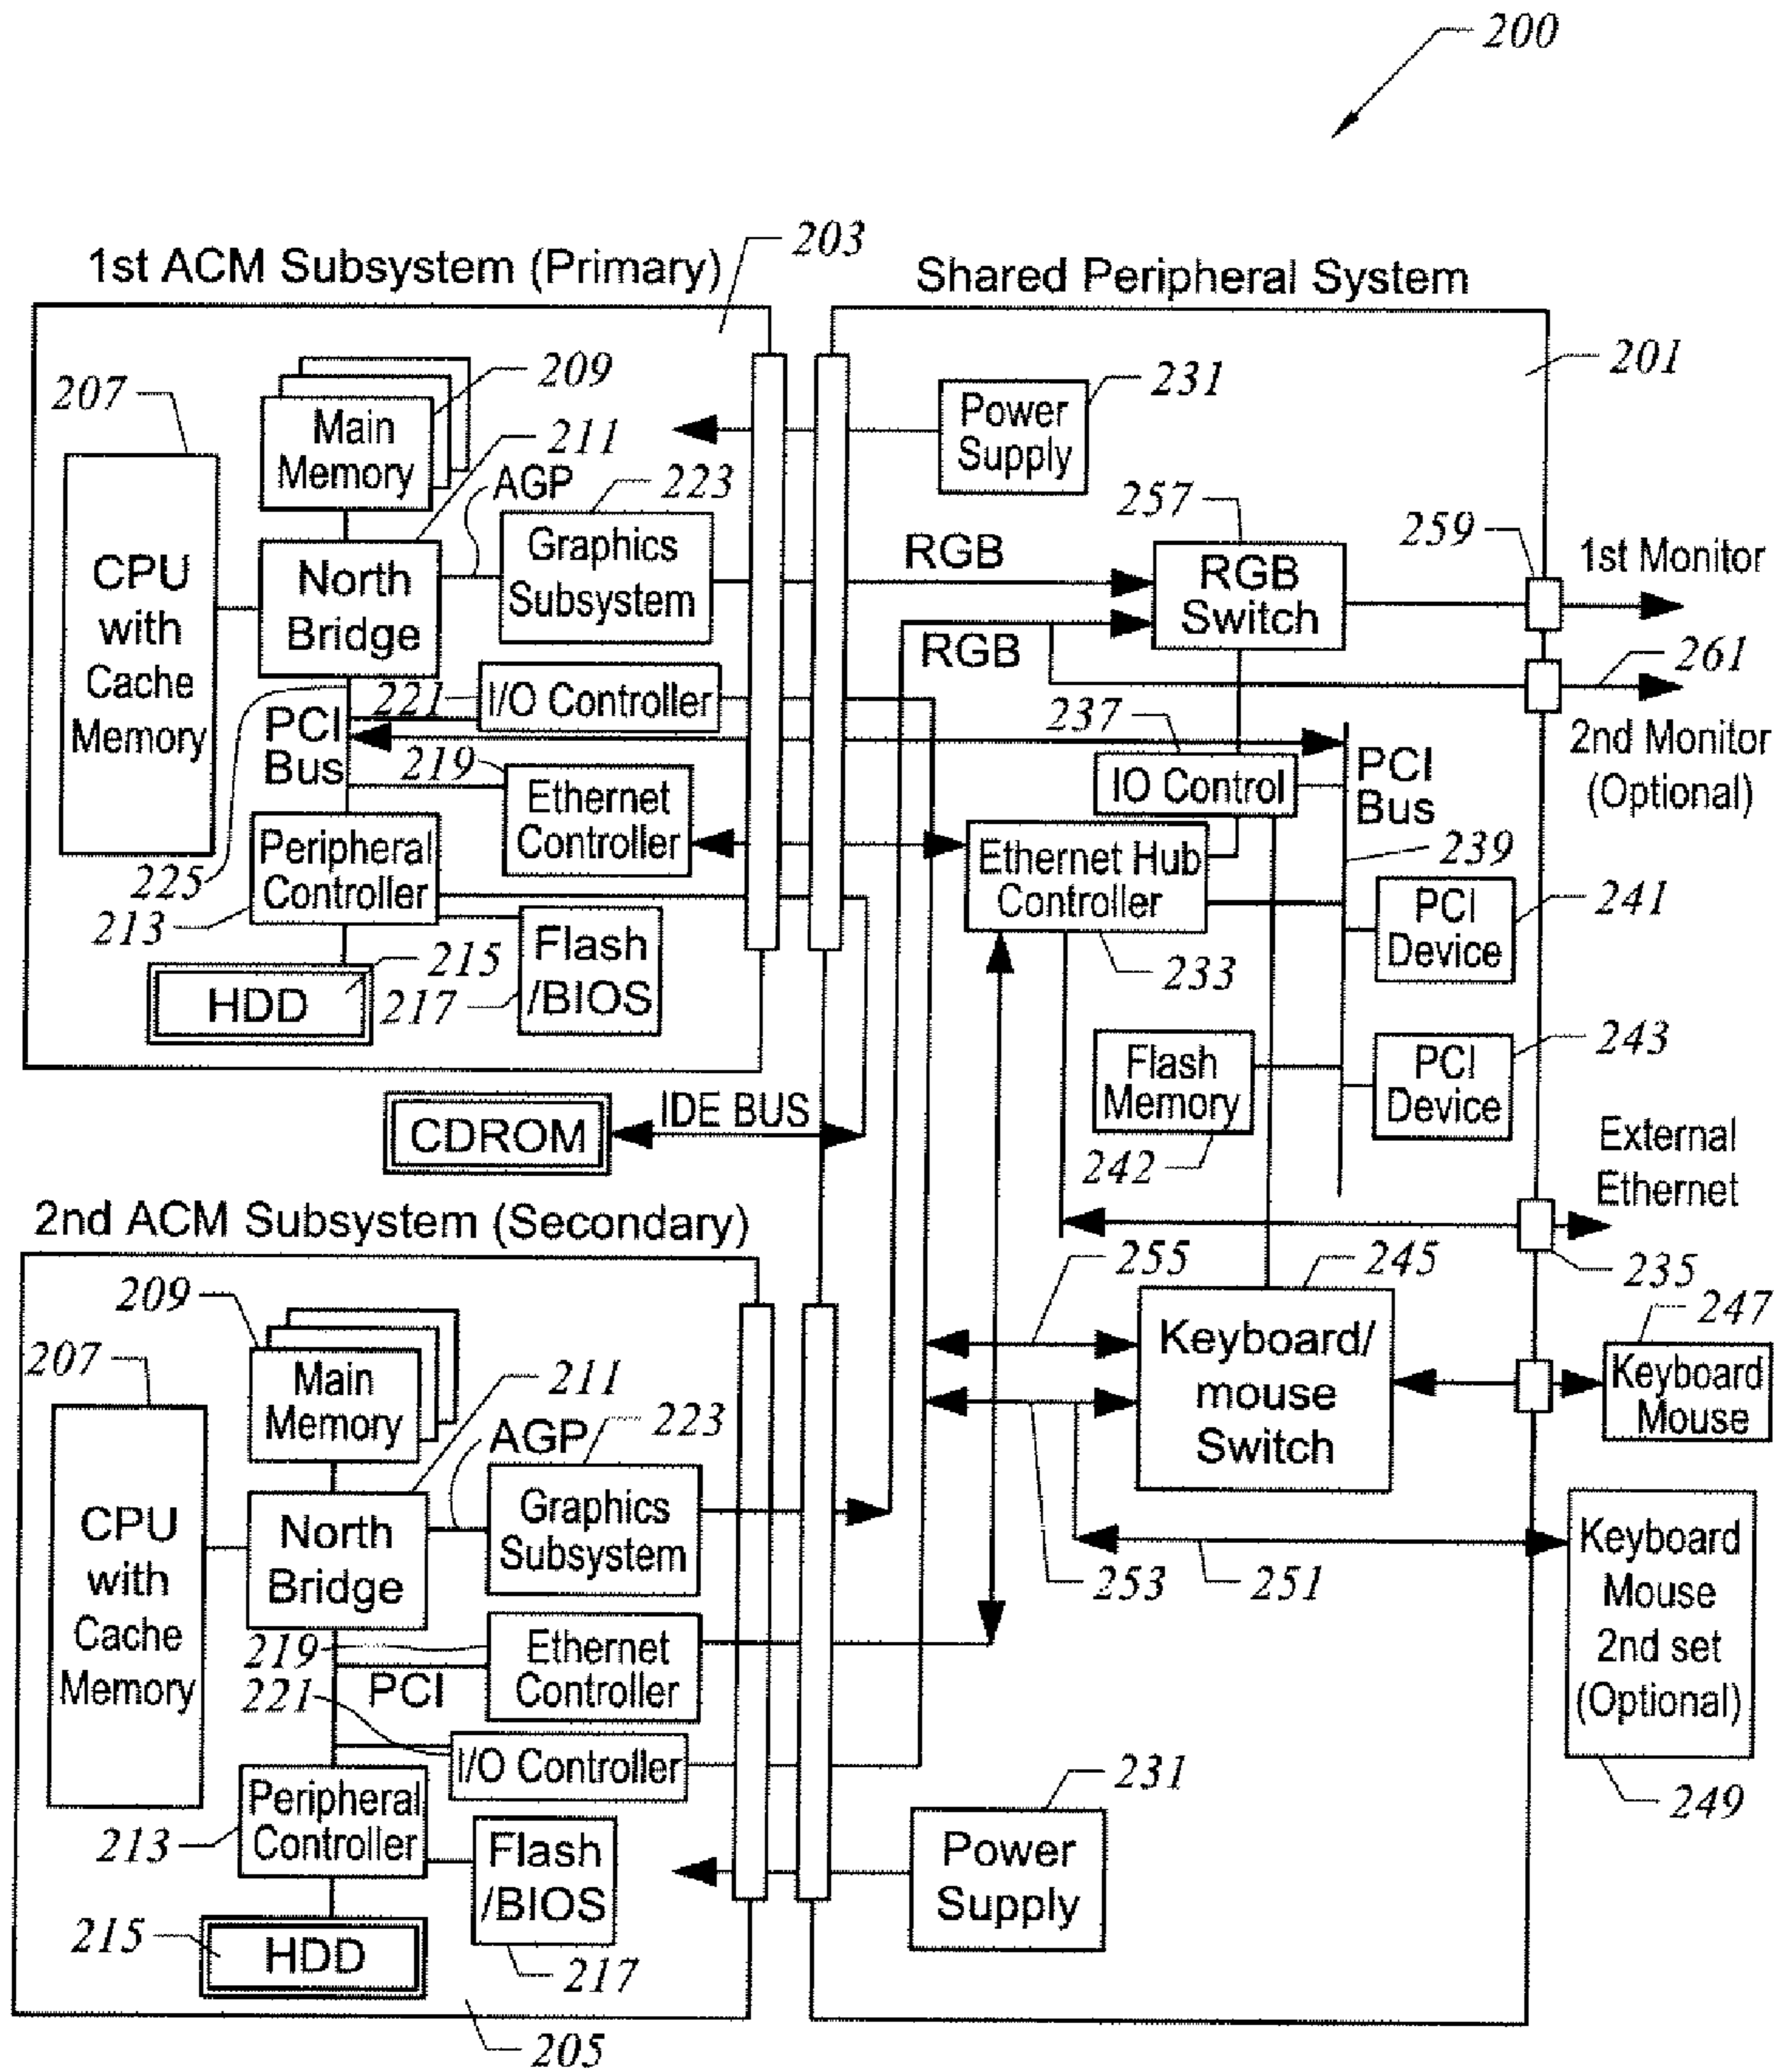 200
1st ACM Subsystem (Primary)
203
Shared Peripheral System
201
207
209
Main
Memory
211
AGP
223
CPU
with
Cache
Memory
North
Bridge
Graphics
Subsystem
225
221
I/O Controller
PCI
Bus
219
Ethernet
Controller
Peripheral
Controller
213
215
HDD
217
Flash
/BIOS
231
Power
Supply
257
RGB
RGB
RGB
Switch
259
1st Monitor
261
2nd Monitor
(Optional)
237
IO Control
PCI
Bus
239
Ethernet Hub
Controller
233
PCI
Device
241
Flash
Memory
242
PCI
Device
243
External
Ethernet
235
CDROM
IDE BUS
2nd ACM Subsystem (Secondary)
209
207
Main
Memory
211
AGP
223
CPU
with
Cache
Memory
North
Bridge
Graphics
Subsystem
219
Ethernet
Controller
PCI
221
I/O Controller
Peripheral
Controller
213
Flash
/BIOS
217
215
HDD
205
255
245
Keyboard/
mouse
Switch
253
251
247
Keyboard
Mouse
Keyboard
Mouse
2nd set
(Optional)
249
231
Power
Supply